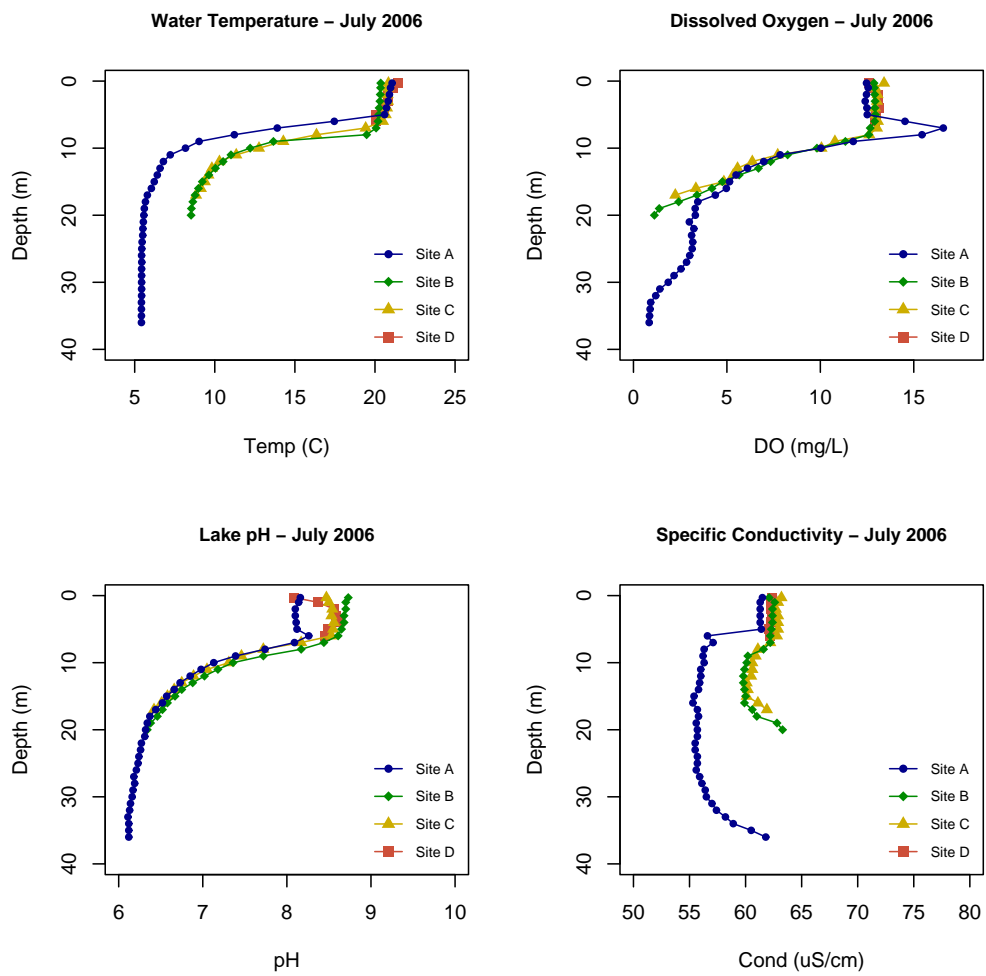 Water Temperature – July 2006
0
10
20
30
40
Depth (m)
Site A
Site B
Site C
Site D
5
10
15
20
25
Temp (C)
Dissolved Oxygen – July 2006
0
10
20
30
40
Depth (m)
Site A
Site B
Site C
Site D
0
5
10
15
DO (mg/L)
Lake pH – July 2006
0
10
20
30
40
Depth (m)
Site A
Site B
Site C
Site D
6
7
8
9
10
pH
Specific Conductivity – July 2006
0
10
20
30
40
Depth (m)
Site A
Site B
Site C
Site D
50
55
60
65
70
75
80
Cond (uS/cm)